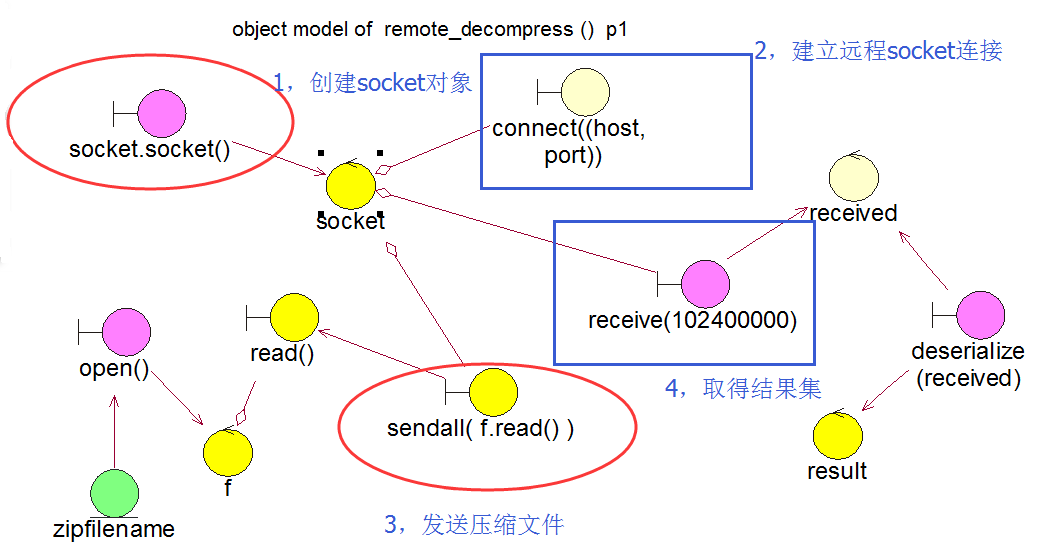 object model of remote_decompress () p1
2，建立远程socket连接
1，创建socket对象
connect((host,
port))
socket.socket()
socket
received
receive(102400000)
open()
read()
deserialize
(received)
4，取得结果集
sendall( f.read() )
result
f
zipfilename
3，发送压缩文件